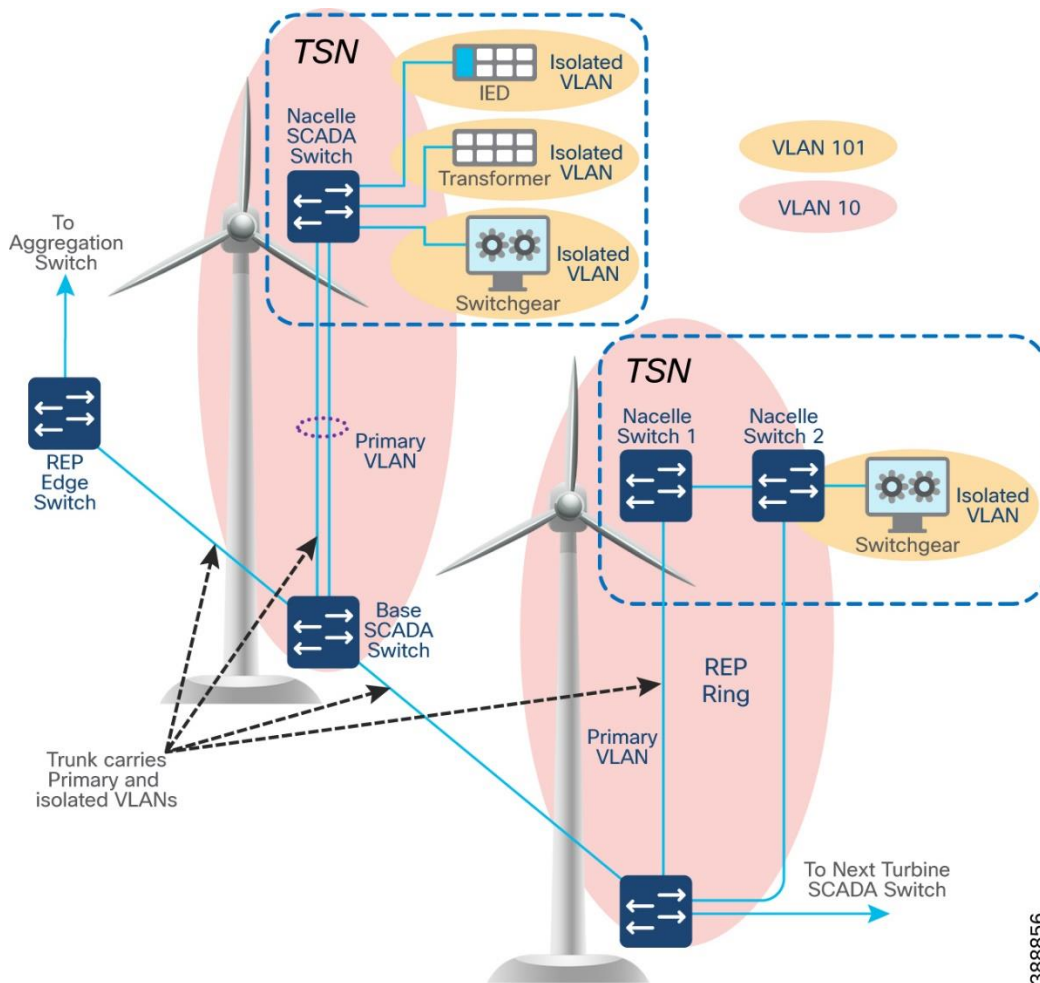 TSN
IED
Isolated
VLAN
Nacelle
SCADA
Switch
Transformer
Isolated
VLAN
Switchgear
Isolated
VLAN
VLAN 101
VLAN 10
To
Aggregation
Switch
REP
Edge
Switch
Primary
VLAN
Base
SCADA
Switch
TSN
Nacelle
Switch 1
Nacelle
Switch 2
Switchgear
Isolated
VLAN
REP
Ring
Primary
VLAN
Trunk carries
Primary and
isolated VLANs
To Next Turbine
SCADA Switch
388856